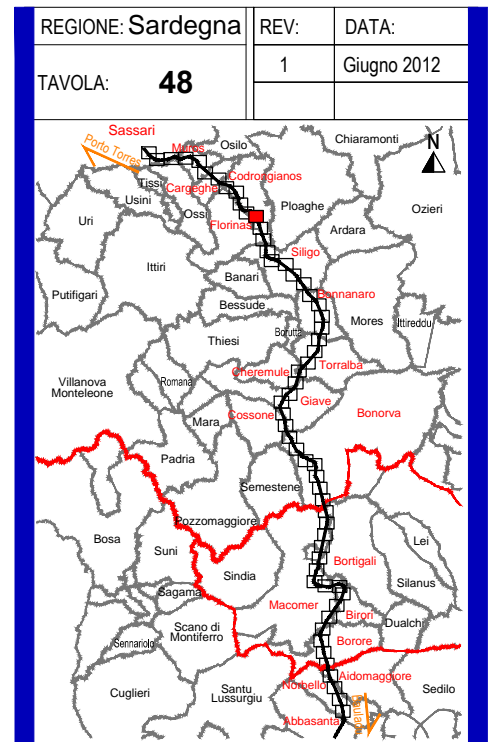 REGIONE: Sardegna REV: DATA:
TAVOLA: 48 1 Giugno 2012
Sassari
Porto Torres
Muros
Osilo
Chiaramonti
N
Tissi
Cargeghe
Codrongianos
Usini
Ossi
Florinas
Ploaghe
Ozieri
Uri
Ardara
Siligo
Ittiri
Banari
Putifigari
Bessude
Bonnanaro
Mores
Ittireddu
Thiesi
Borutta
Torralba
Cheremule
Villanova
Monteleone
Romana
Giave
Cossone
Bonorva
Mara
Padria
Semestene
Pozzomaggiore
Bosa
Suni
Lei
Bortigali
Sindia
Silanus
Sagama
Macomer
Birori
Dualchi
Scano di
Montiferro
Sennariolo
Borore
Aidomaggiore
Norbello
Cuglieri
Santu
Lussurgiu
Sedilo
Abbasanta